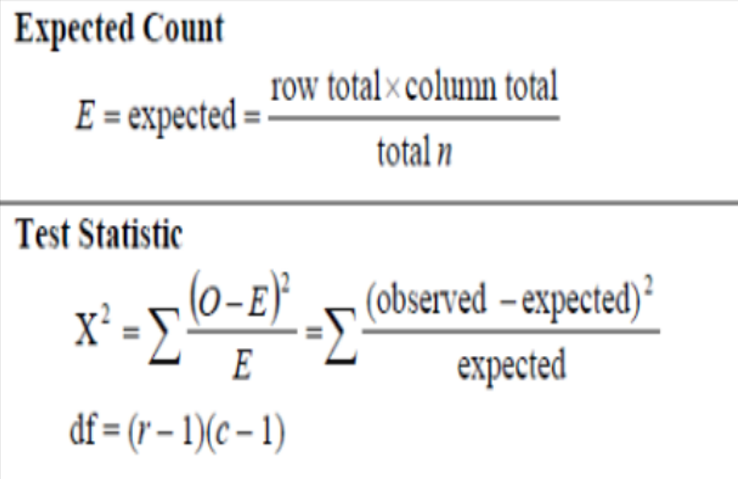 Expected Count
E = expected = row total × column total / total n
Test Statistic
X² = ∑ (O – E)² / E = ∑ (observed – expected)² / expected
df = (r – 1)(c – 1)